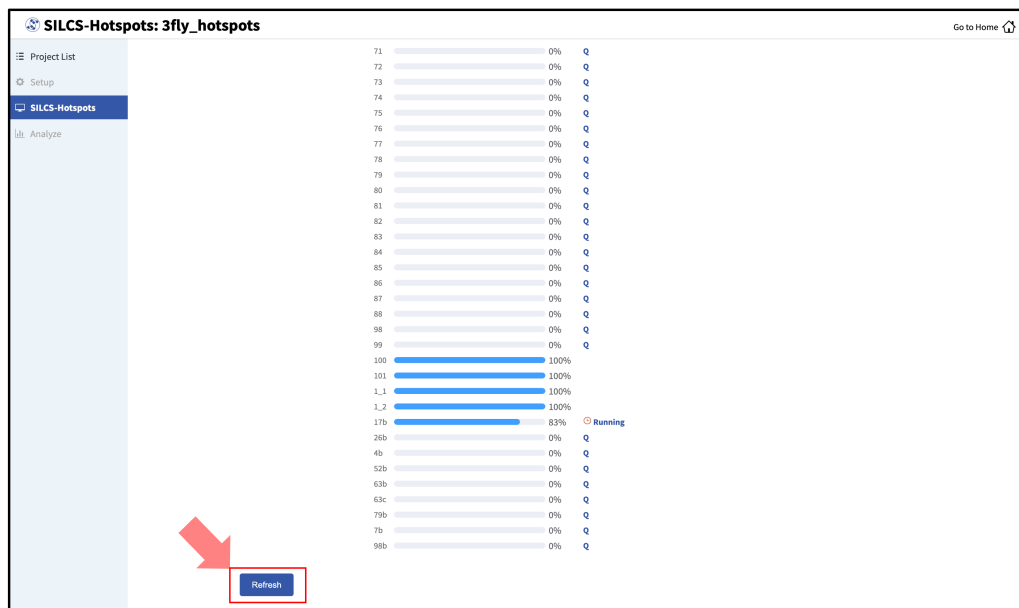 SILCS-Hotspots: 3fly_hotspots
Go to Home
Project List
Setup
SILCS-Hotspots
Analyze
71 0% Q
72 0% Q
73 0% Q
74 0% Q
75 0% Q
76 0% Q
77 0% Q
78 0% Q
79 0% Q
80 0% Q
81 0% Q
82 0% Q
83 0% Q
84 0% Q
85 0% Q
86 0% Q
87 0% Q
88 0% Q
98 0% Q
99 0% Q
100 100%
101 100%
1_1 100%
1_2 100%
17b 83% Running
26b 0% Q
4b 0% Q
52b 0% Q
63b 0% Q
63c 0% Q
79b 0% Q
7b 0% Q
98b 0% Q
Refresh